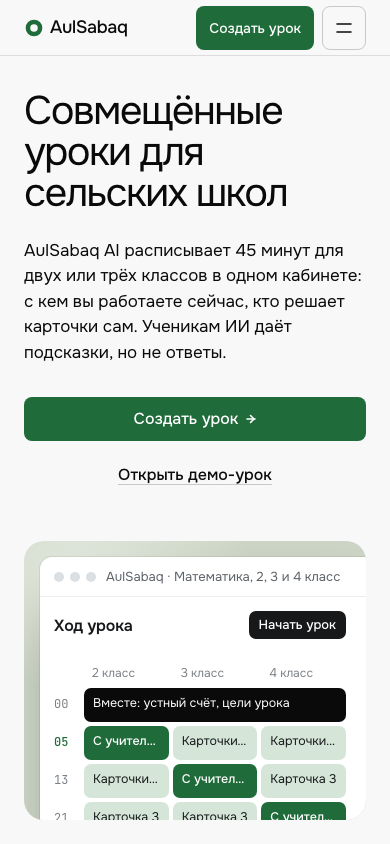 AulSabaq
Создать урок
Совмещённые
уроки для
сельских школ
AulSabaq AI расписывает 45 минут для
двух или трёх классов в одном кабинете:
с кем вы работаете сейчас, кто решает
карточки сам. Ученикам ИИ даёт
подсказки, но не ответы.
Создать урок →
Открыть демо-урок
AulSabaq · Математика, 2, 3 и 4 класс
Ход урока
Начать урок
2 класс 3 класс 4 класс
00 Вместе: устный счёт, цели урока
05 С учител... Карточки... Карточки...
13 Карточки... С учител... Карточка 3
21 Карточка 3 Карточка 3 С учител...